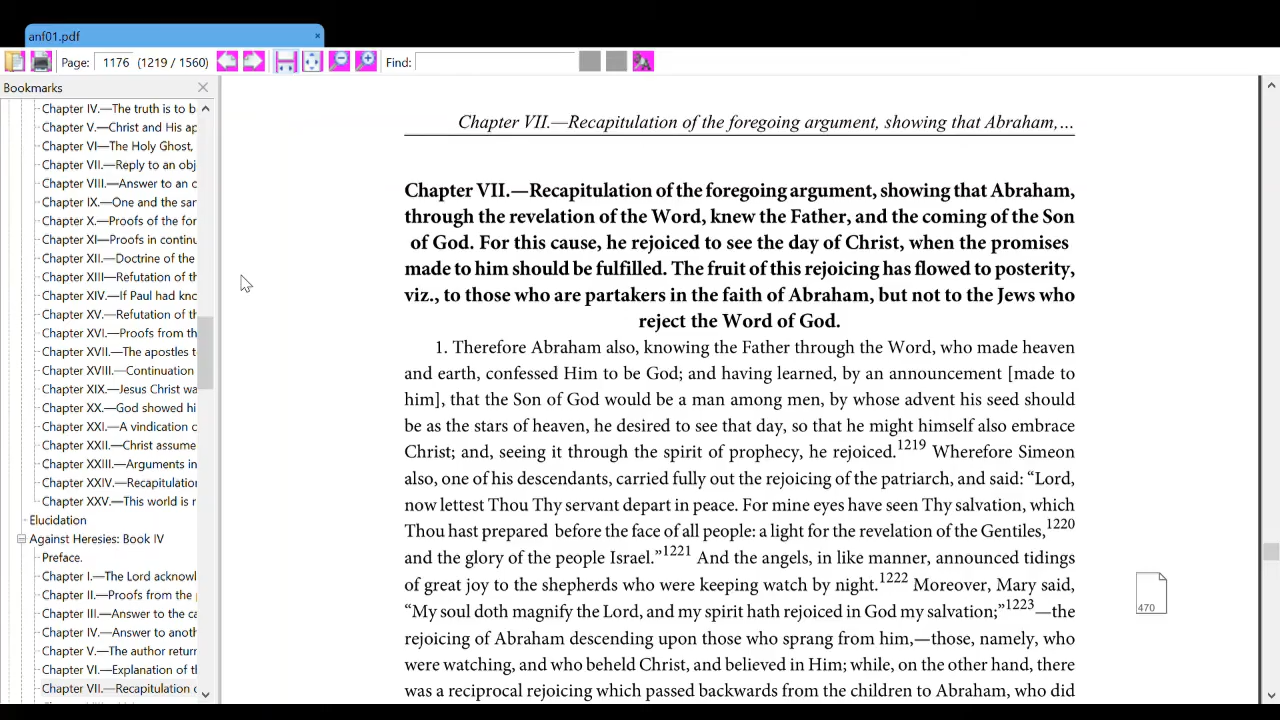 anf01.pdf
×
Page: 1176 (1219 / 1560) Find:
Bookmarks
Chapter IV.—The truth is to b
Chapter V.—Christ and His ap
Chapter VI—The Holy Ghost,
Chapter VII.—Reply to an obj
Chapter VIII.—Answer to an c
Chapter IX.—One and the sar
Chapter X.—Proofs of the for
Chapter XI—Proofs in continu
Chapter XII.—Doctrine of the
Chapter XIII—Refutation of th
Chapter XIV.—If Paul had knc
Chapter XV.—Refutation of th
Chapter XVI.—Proofs from th
Chapter XVII.—The apostles t
Chapter XVIII.—Continuation
Chapter XIX.—Jesus Christ wa
Chapter XX.—God showed hi
Chapter XXI.—A vindication c
Chapter XXII.—Christ assume
Chapter XXIII.—Arguments in
Chapter XXIV.—Recapitulation
Chapter XXV.—This world is r
Elucidation
Against Heresies: Book IV
Preface.
Chapter I.—The Lord acknowl
Chapter II.—Proofs from the
Chapter III.—Answer to the ca
Chapter IV.—Answer to anoth
Chapter V.—The author return
Chapter VI.—Explanation of th
Chapter VII.—Recapitulation c
Chapter VII.—Recapitulation of the foregoing argument, showing that Abraham,…
Chapter VII.—Recapitulation of the foregoing argument, showing that Abraham,
through the revelation of the Word, knew the Father, and the coming of the Son
of God. For this cause, he rejoiced to see the day of Christ, when the promises
made to him should be fulfilled. The fruit of this rejoicing has flowed to posterity,
viz., to those who are partakers in the faith of Abraham, but not to the Jews who
reject the Word of God.
1. Therefore Abraham also, knowing the Father through the Word, who made heaven
and earth, confessed Him to be God; and having learned, by an announcement [made to
him], that the Son of God would be a man among men, by whose advent his seed should
be as the stars of heaven, he desired to see that day, so that he might himself also embrace
Christ; and, seeing it through the spirit of prophecy, he rejoiced.1219 Wherefore Simeon
also, one of his descendants, carried fully out the rejoicing of the patriarch, and said: “Lord,
now lettest Thou Thy servant depart in peace. For mine eyes have seen Thy salvation, which
Thou hast prepared before the face of all people: a light for the revelation of the Gentiles,1220
and the glory of the people Israel.”1221 And the angels, in like manner, announced tidings
of great joy to the shepherds who were keeping watch by night.1222 Moreover, Mary said,
“My soul doth magnify the Lord, and my spirit hath rejoiced in God my salvation;”1223—the
rejoicing of Abraham descending upon those who sprang from him,—those, namely, who
were watching, and who beheld Christ, and believed in Him; while, on the other hand, there
was a reciprocal rejoicing which passed backwards from the children to Abraham, who did
470